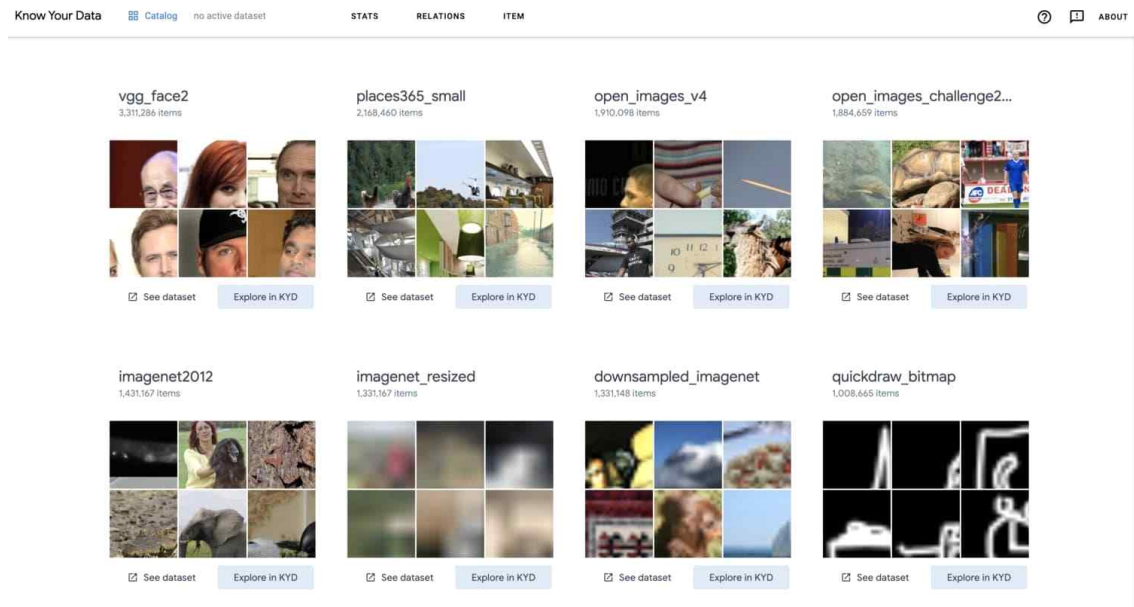 Know Your Data Catalog no active dataset STATS RELATIONS ITEM ABOUT
vgg_face2 places365_small open_images_v4 open_images_challenge2...
3,311,286 items 2,168,460 items 1,910,098 items 1,884,659 items
See dataset Explore in KYD See dataset Explore in KYD See dataset Explore in KYD See dataset Explore in KYD
imagenet2012 imagenet_resized downsampled_imagenet quickdraw_bitmap
1,431,167 items 1,331,167 items 1,331,148 items 1,008,665 items
See dataset Explore in KYD See dataset Explore in KYD See dataset Explore in KYD See dataset Explore in KYD